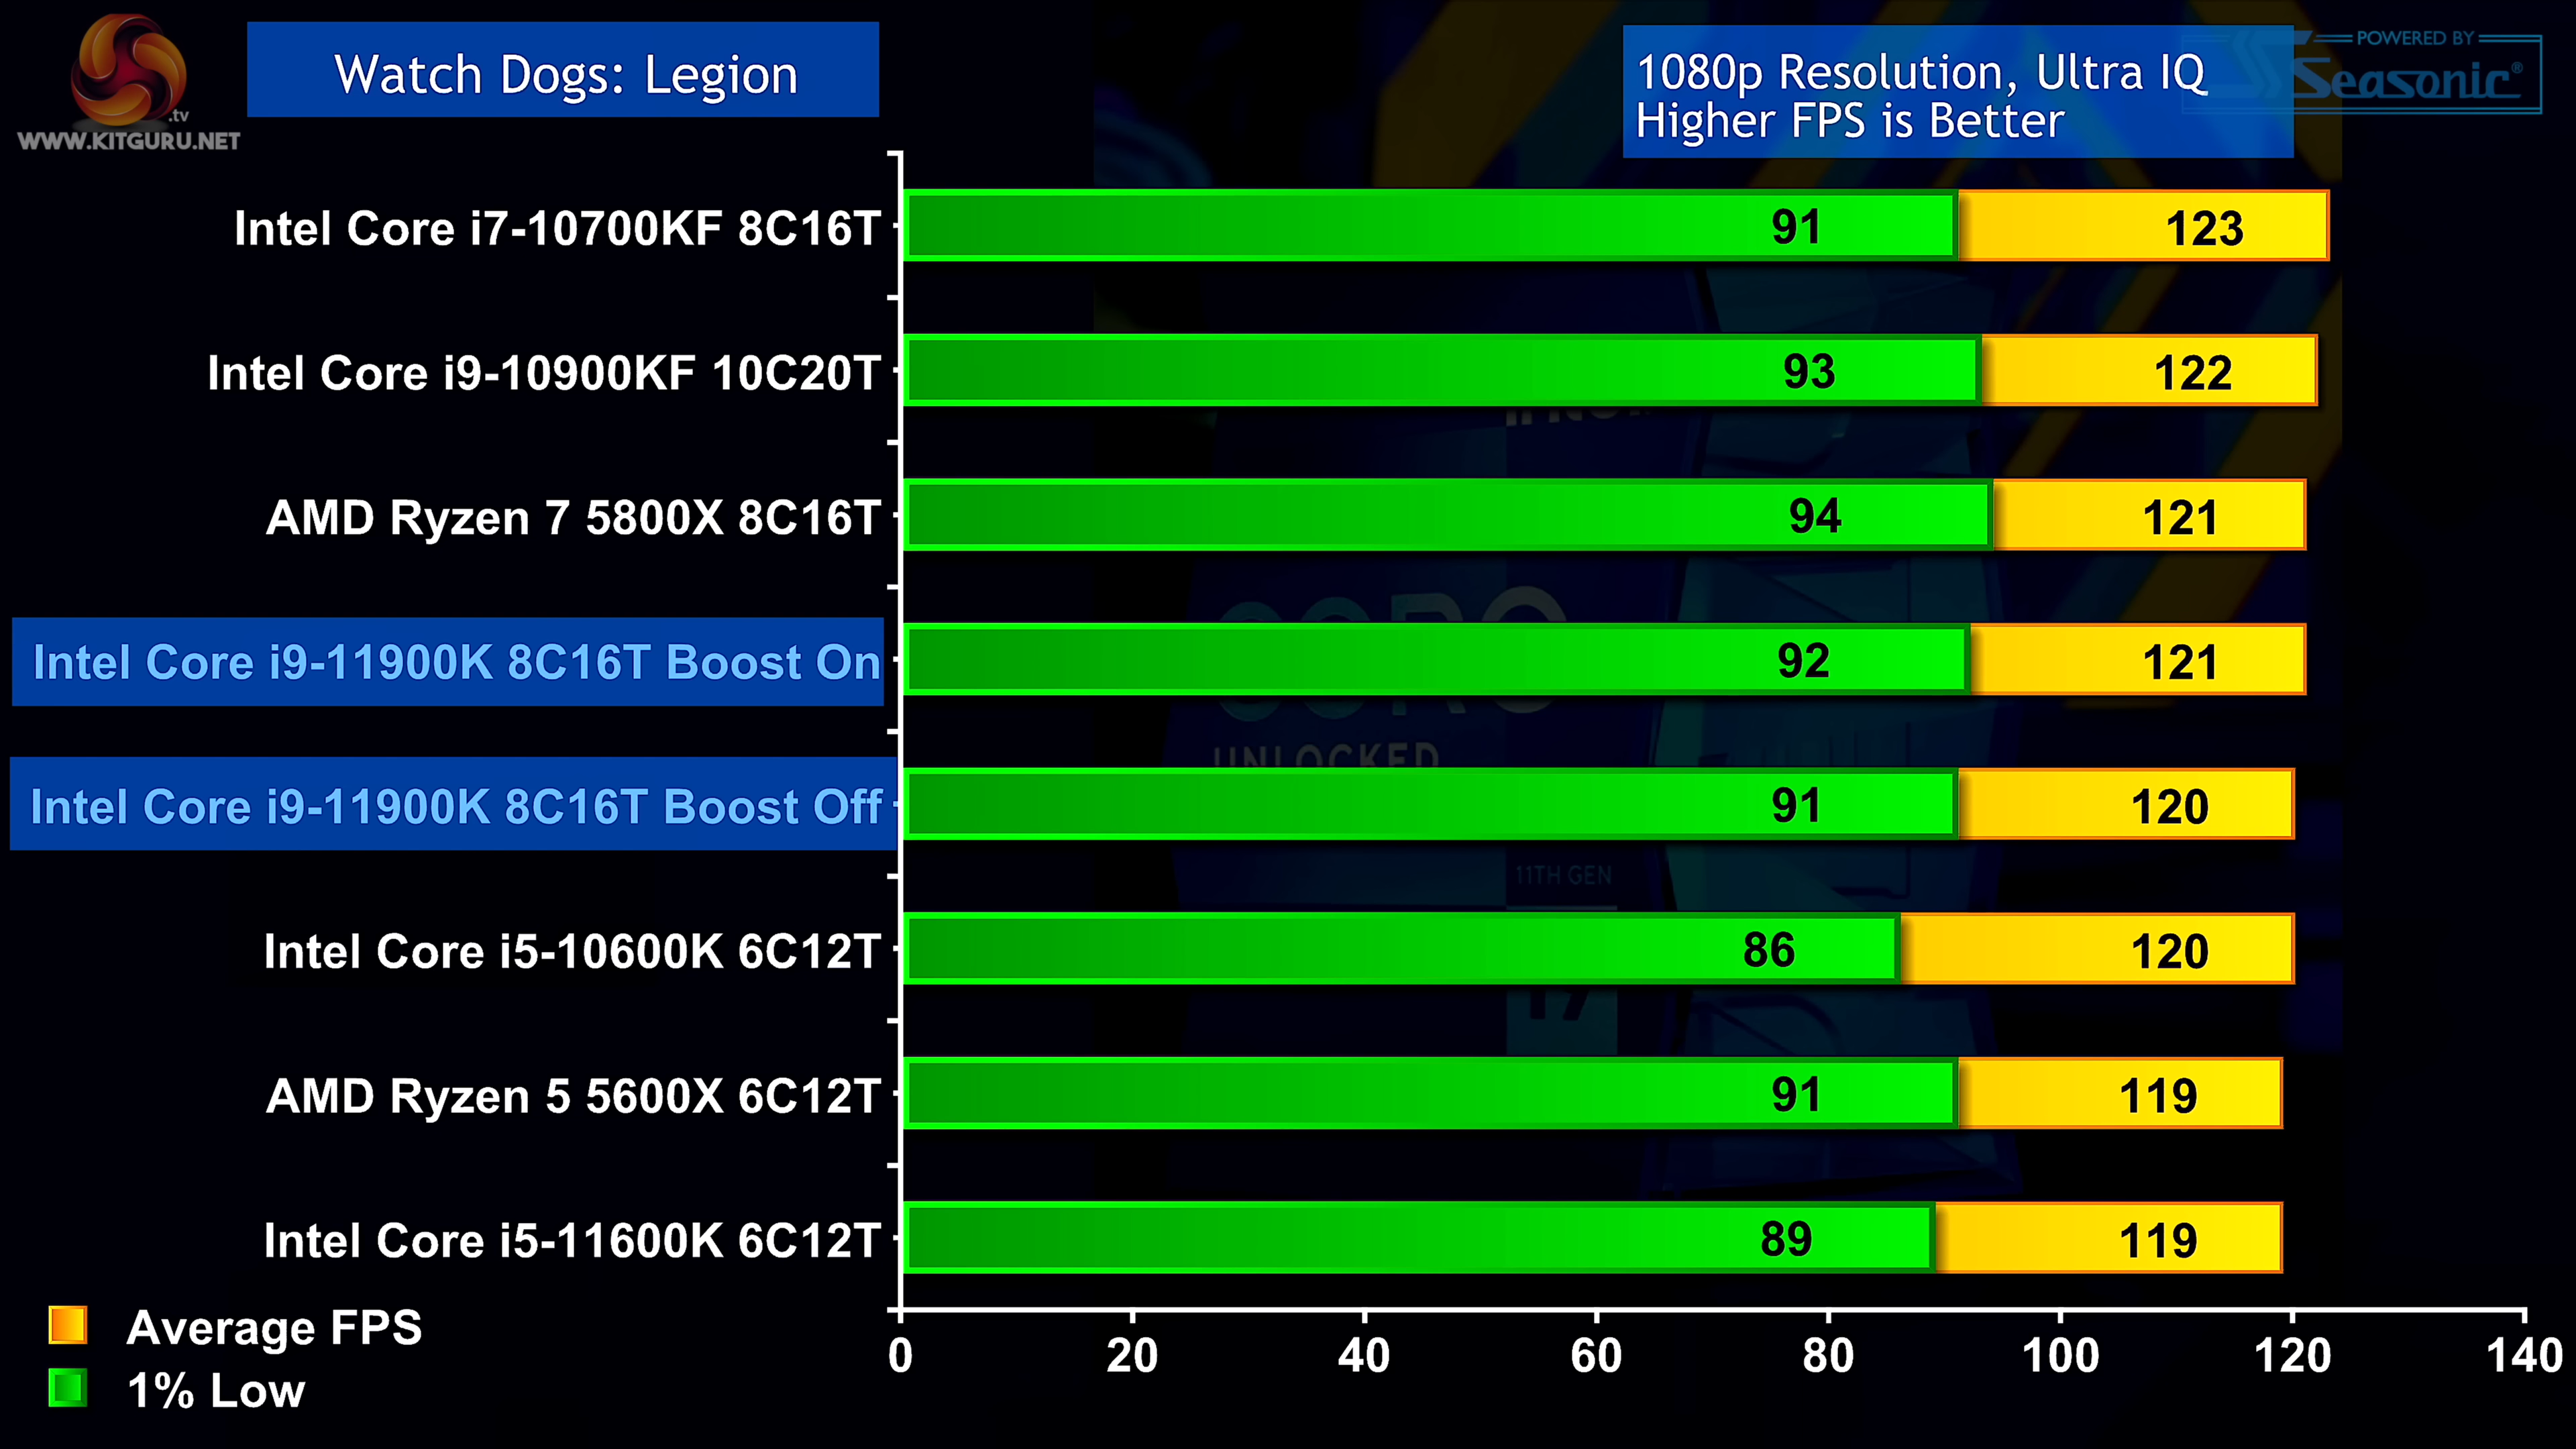 .tv
WWW.KITGURU.NET
Watch Dogs: Legion
1080p Resolution, Ultra IQ
Higher FPS is Better
POWERED BY
Seasonic®
Intel Core i7-10700KF 8C16T 91 123
Intel Core i9-10900KF 10C20T 93 122
AMD Ryzen 7 5800X 8C16T 94 121
Intel Core i9-11900K 8C16T Boost On 92 121
UNLOCKED
Intel Core i9-11900K 8C16T Boost Off 91 120
11TH GEN
Intel Core i5-10600K 6C12T 86 120
AMD Ryzen 5 5600X 6C12T 91 119
Intel Core i5-11600K 6C12T 89 119
0 20 40 60 80 100 120 140
Average FPS
1% Low